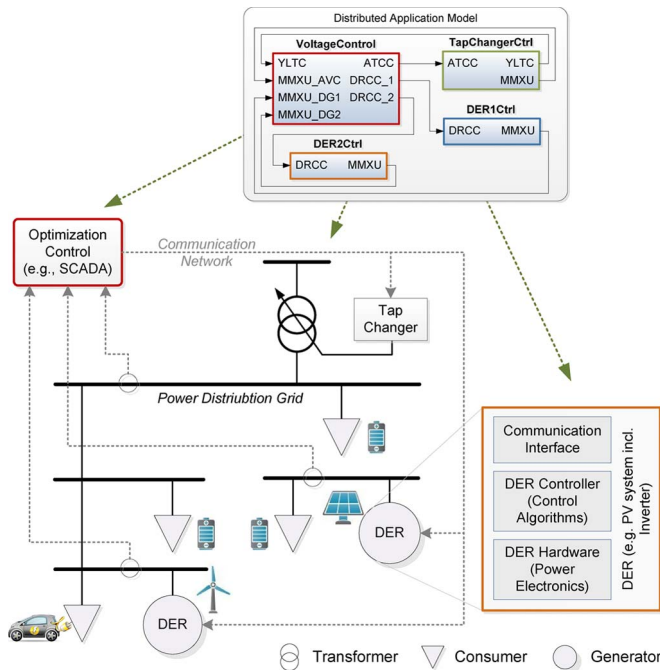 Distributed Application Model
VoltageControl
YLTC ATCC
MMXU_AVC DRCC_1
MMXU_DG1 DRCC_2
MMXU_DG2
TapChangerCtrl
ATCC YLTC
MMXU
DER1Ctrl
DRCC MMXU
DER2Ctrl
DRCC MMXU
Optimization
Control
(e.g., SCADA)
Communication
Network
Tap
Changer
Power Distriubtion Grid
Communication
Interface
DER Controller
(Control
Algorithms)
DER Hardware
(Power
Electronics)
DER (e.g. PV system incl.
Inverter)
DER
DER
Transformer
Consumer
Generator